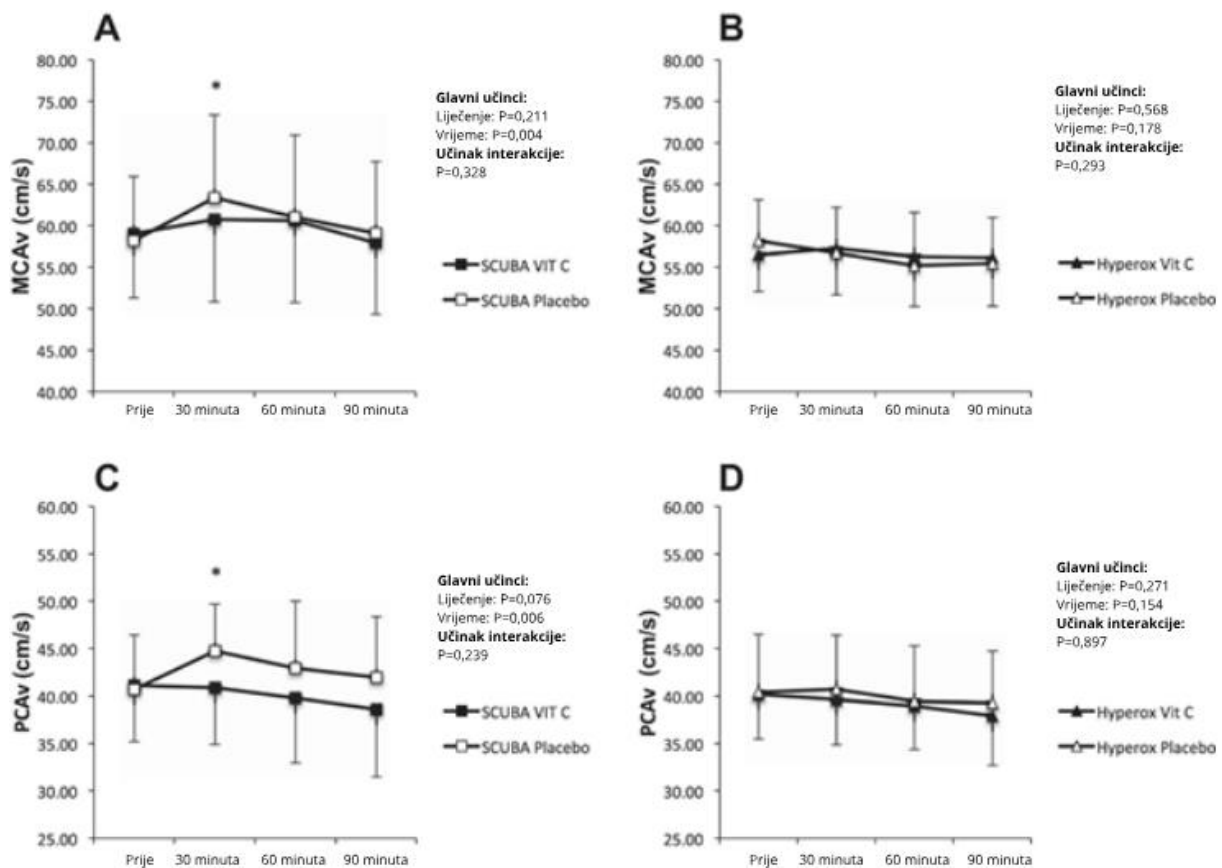 A
MCAv (cm/s)
80.00
75.00
70.00
65.00
60.00
55.00
50.00
45.00
40.00
*
Prije 30 minuta 60 minuta 90 minuta
Glavni učinci:
Liječenje: P=0,211
Vrijeme: P=0,004
Učinak interakcije:
P=0,328
SCUBA VIT C
SCUBA Placebo
B
MCAv (cm/s)
80.00
75.00
70.00
65.00
60.00
55.00
50.00
45.00
40.00
Prije 30 minuta 60 minuta 90 minuta
Glavni učinci:
Liječenje: P=0,568
Vrijeme: P=0,178
Učinak interakcije:
P=0,293
Hyperox Vit C
Hyperox Placebo
C
PCAv (cm/s)
60.00
55.00
50.00
45.00
40.00
35.00
30.00
25.00
*
Prije 30 minuta 60 minuta 90 minuta
Glavni učinci:
Liječenje: P=0,076
Vrijeme: P=0,006
Učinak interakcije:
P=0,239
SCUBA VIT C
SCUBA Placebo
D
PCAv (cm/s)
60.00
55.00
50.00
45.00
40.00
35.00
30.00
25.00
Prije 30 minuta 60 minuta 90 minuta
Glavni učinci:
Liječenje: P=0,271
Vrijeme: P=0,154
Učinak interakcije:
P=0,897
Hyperox Vit C
Hyperox Placebo